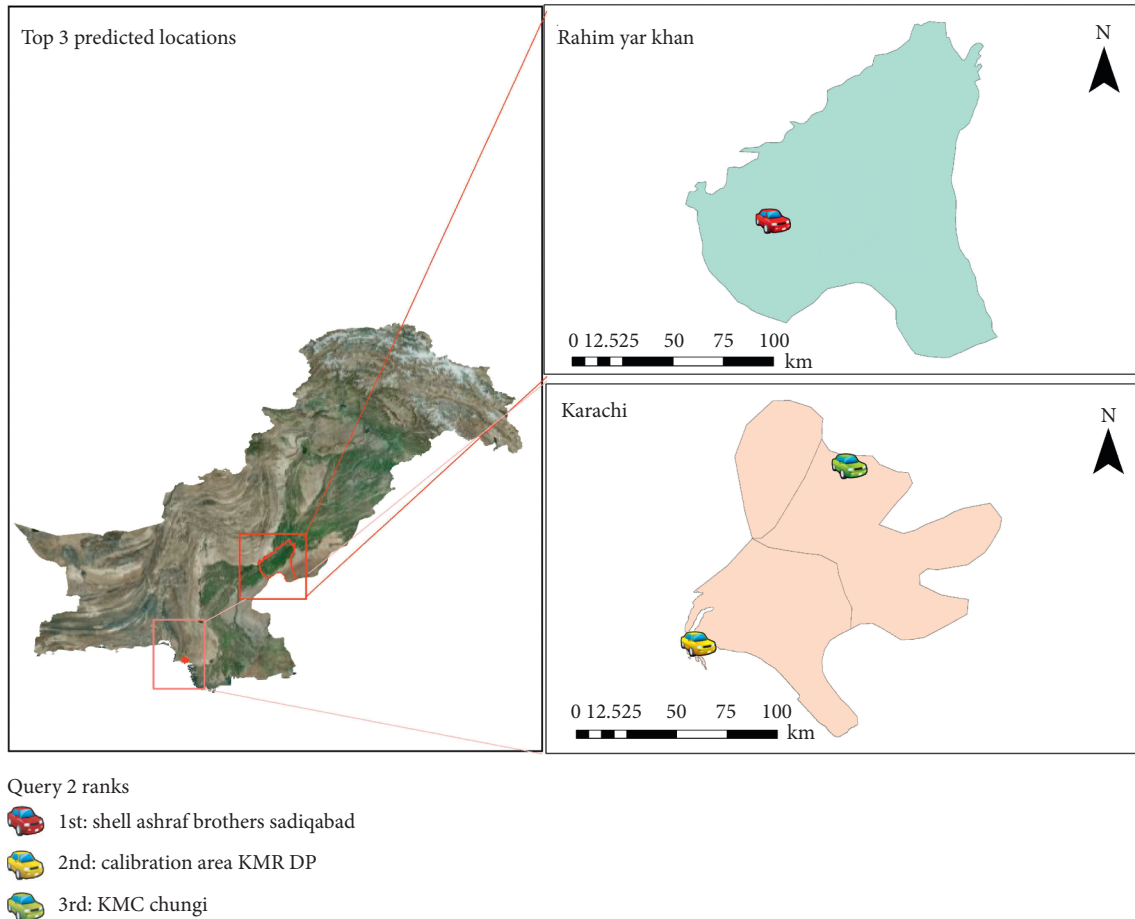 Top 3 predicted locations
Rahim yar khan
N
0 12.525 50 75 100
km
Karachi
N
0 12.525 50 75 100
km
Query 2 ranks
1st: shell ashraf brothers sadiqabad
2nd: calibration area KMR DP
3rd: KMC chungi